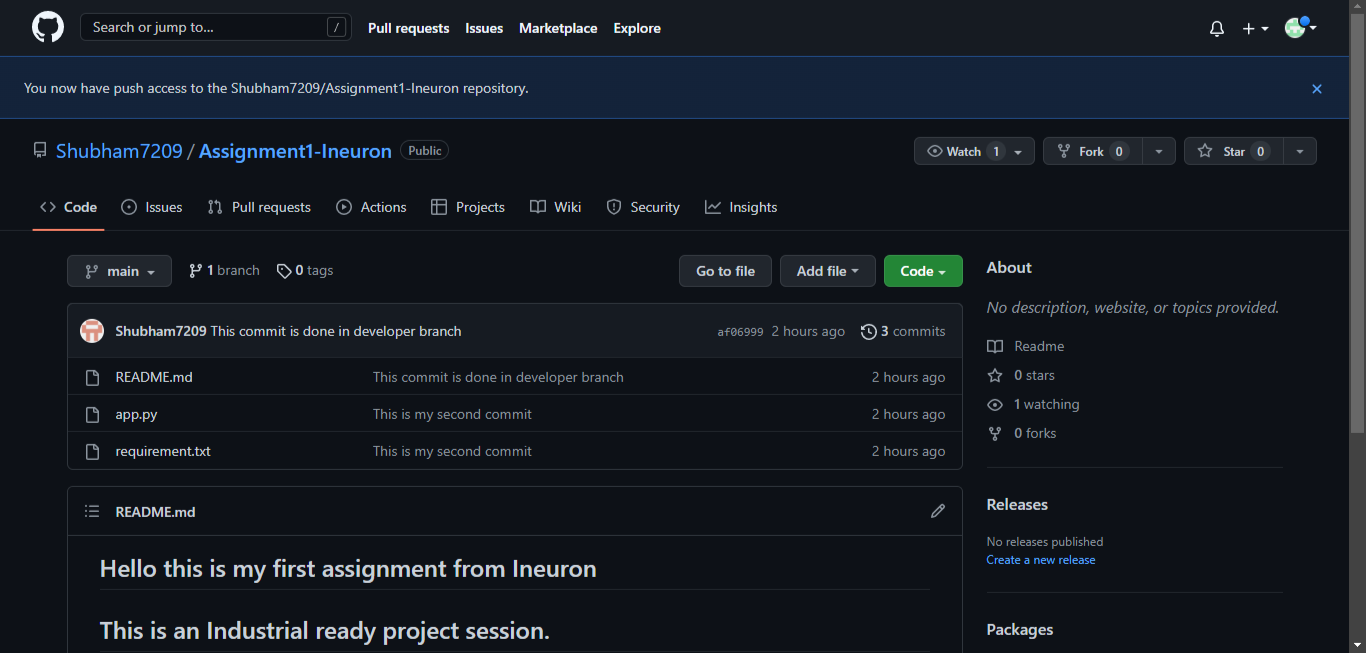 Search or jump to... / Pull requests Issues Marketplace Explore
You now have push access to the Shubham7209/Assignment1-Ineuron repository.
Shubham7209 / Assignment1-Ineuron Public Watch 1 Fork 0 Star 0
Code Issues Pull requests Actions Projects Wiki Security Insights
main 1 branch 0 tags Go to file Add file Code
Shubham7209 This commit is done in developer branch af06999 2 hours ago 3 commits
README.md This commit is done in developer branch 2 hours ago
app.py This is my second commit 2 hours ago
requirement.txt This is my second commit 2 hours ago
README.md
Hello this is my first assignment from Ineuron
This is an Industrial ready project session.
About
No description, website, or topics provided.
Readme
0 stars
1 watching
0 forks
Releases
No releases published
Create a new release
Packages